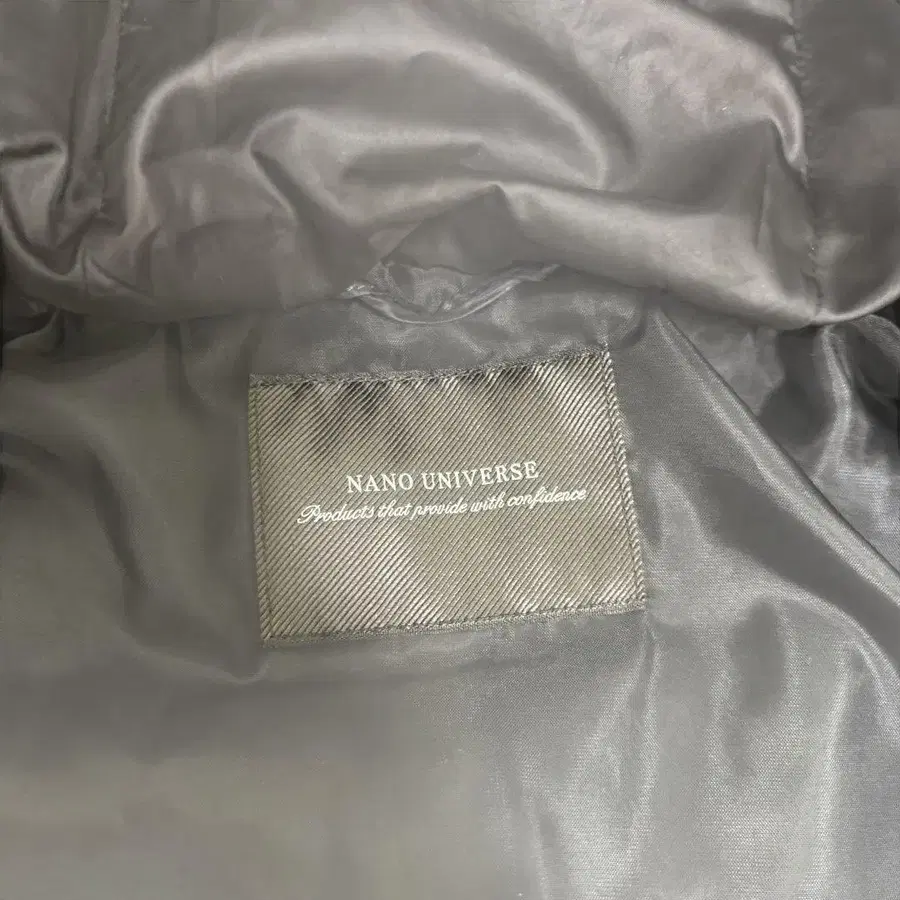 NANO UNIVERSE
Products that provide with confidence